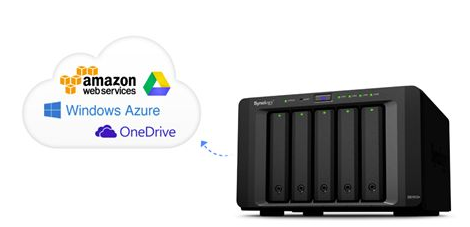 amazon
web services
Windows Azure
OneDrive
Synology